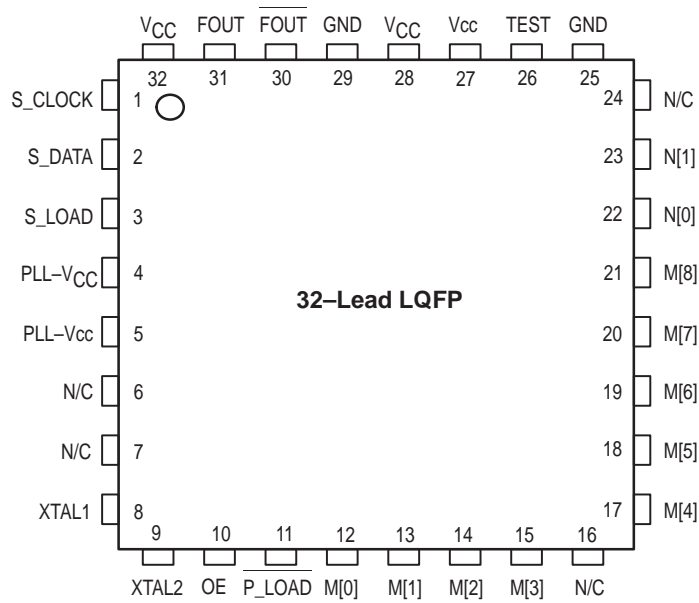 VCC FOUT F̅O̅U̅T̅ GND VCC Vcc TEST GND
32 31 30 29 28 27 26 25
S_CLOCK 1 24 N/C
S_DATA 2 23 N[1]
S_LOAD 3 22 N[0]
PLL–VCC 4 21 M[8]
32–Lead LQFP
PLL–Vcc 5 20 M[7]
N/C 6 19 M[6]
N/C 7 18 M[5]
XTAL1 8 17 M[4]
9 10 11 12 13 14 15 16
XTAL2 OE P̅_̅L̅O̅A̅D̅ M[0] M[1] M[2] M[3] N/C